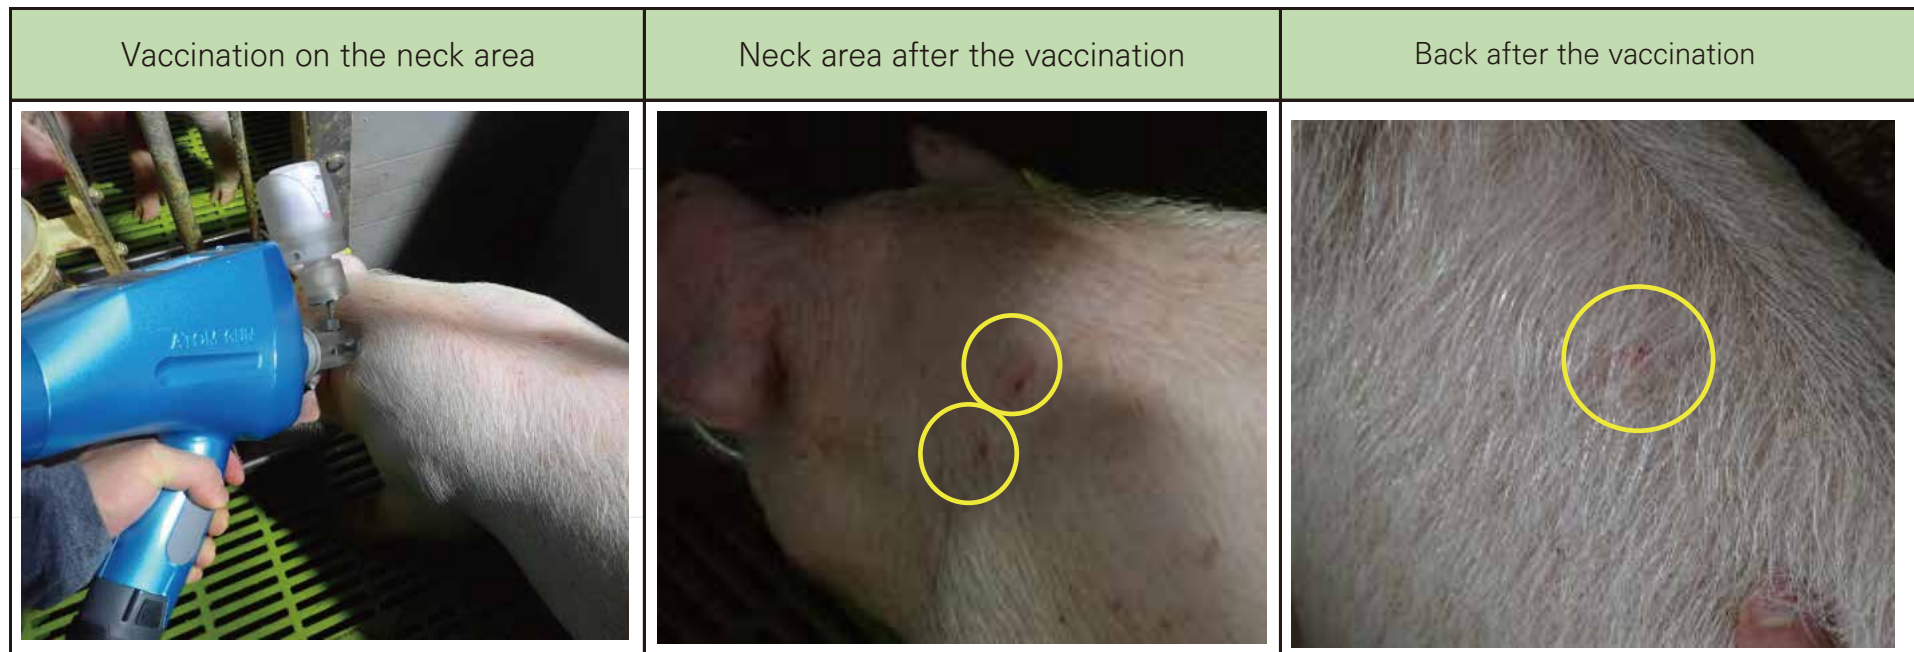 Vaccination on the neck area
Neck area after the vaccination
Back after the vaccination